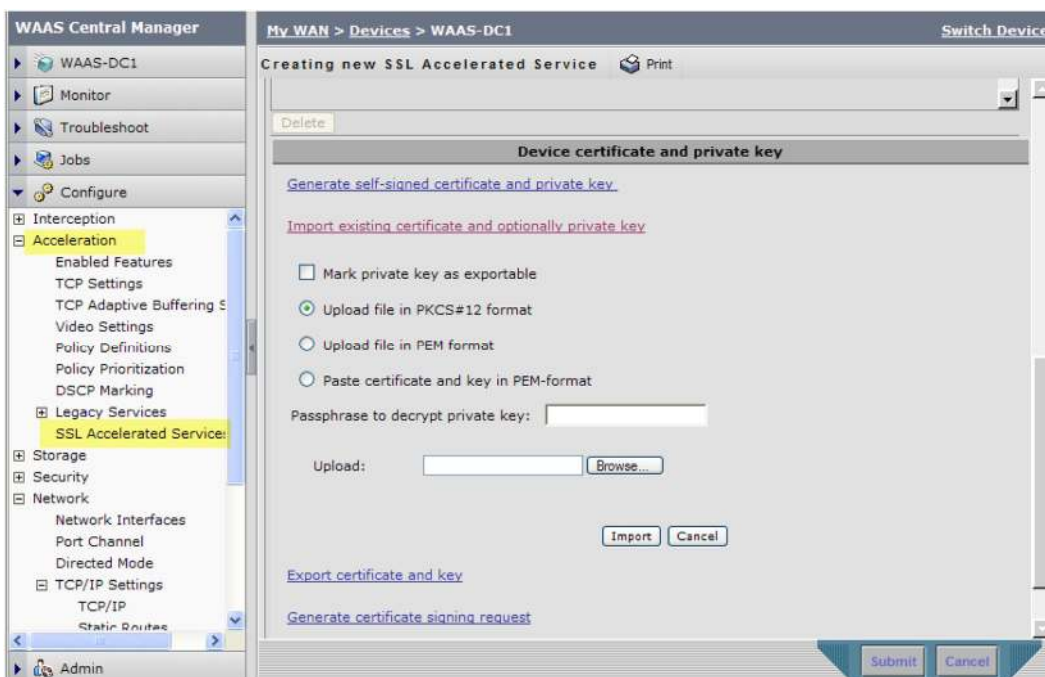 WAAS Central Manager
My WAN > Devices > WAAS-DC1
Switch Device
WAAS-DC1
Creating new SSL Accelerated Service
Print
Monitor
Troubleshoot
Jobs
Configure
Interception
Acceleration
Enabled Features
TCP Settings
TCP Adaptive Buffering S
Video Settings
Policy Definitions
Policy Prioritization
DSCP Marking
Legacy Services
SSL Accelerated Services
Storage
Security
Network
Network Interfaces
Port Channel
Directed Mode
TCP/IP Settings
TCP/IP
Static Routes
Admin
Delete
Device certificate and private key
Generate self-signed certificate and private key
Import existing certificate and optionally private key
Mark private key as exportable
Upload file in PKCS#12 format
Upload file in PEM format
Paste certificate and key in PEM-format
Passphrase to decrypt private key:
Upload:
Browse...
Import
Cancel
Export certificate and key
Generate certificate signing request
Submit
Cancel